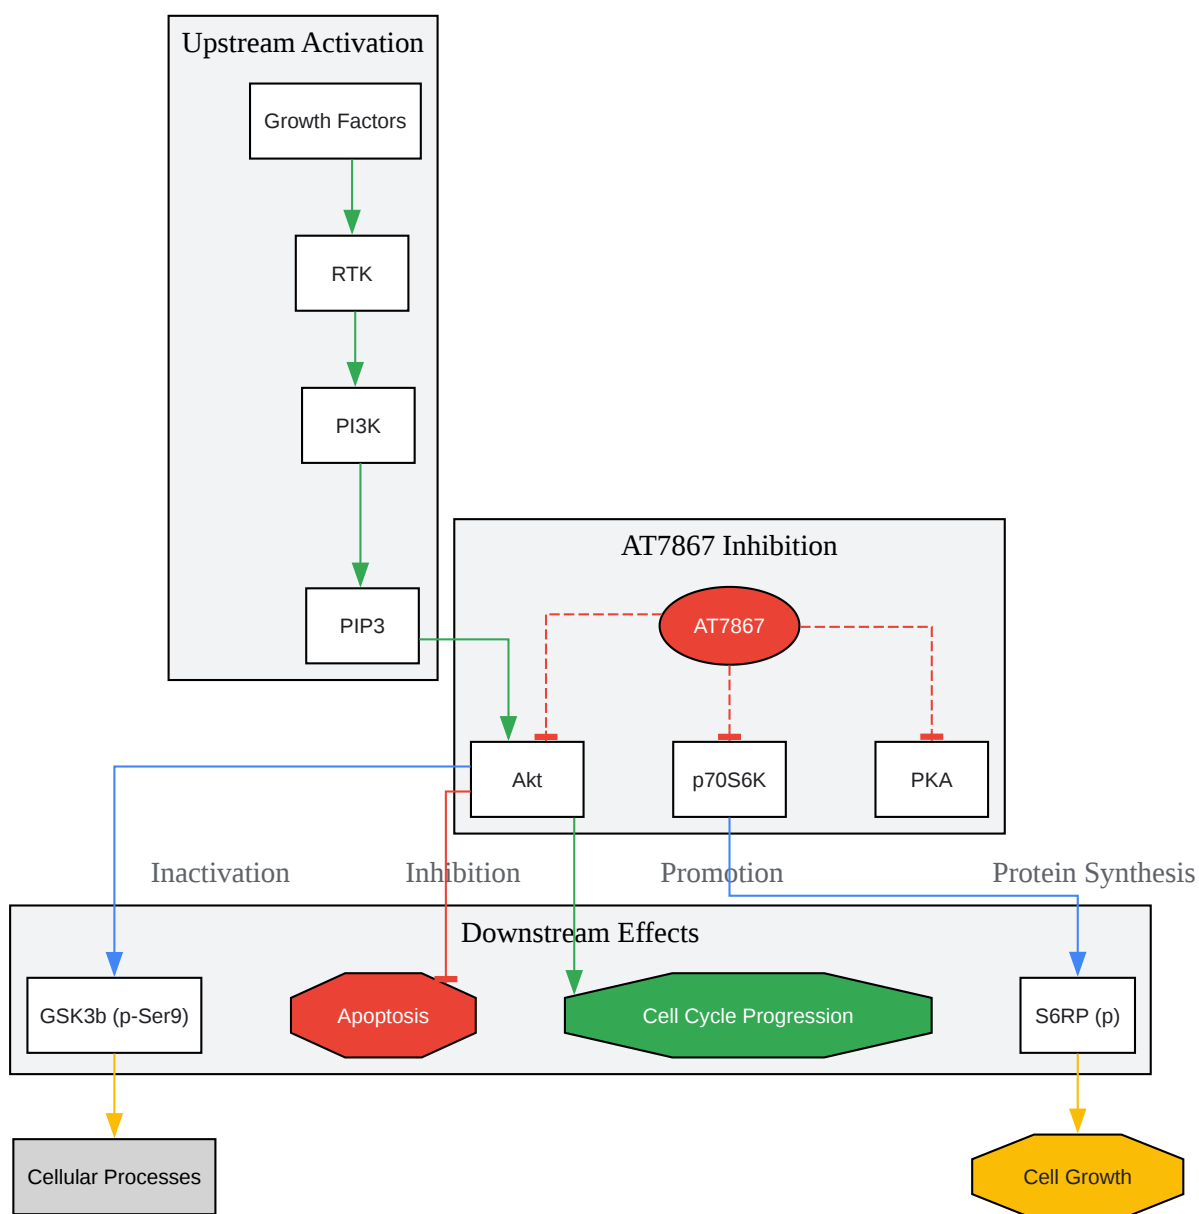 Upstream Activation
Growth Factors
RTK
PI3K
AT7867 Inhibition
PIP3
AT7867
Akt
p70S6K
PKA
Inactivation
Inhibition
Promotion
Protein Synthesis
Downstream Effects
GSK3b (p-Ser9)
Apoptosis
Cell Cycle Progression
S6RP (p)
Cellular Processes
Cell Growth